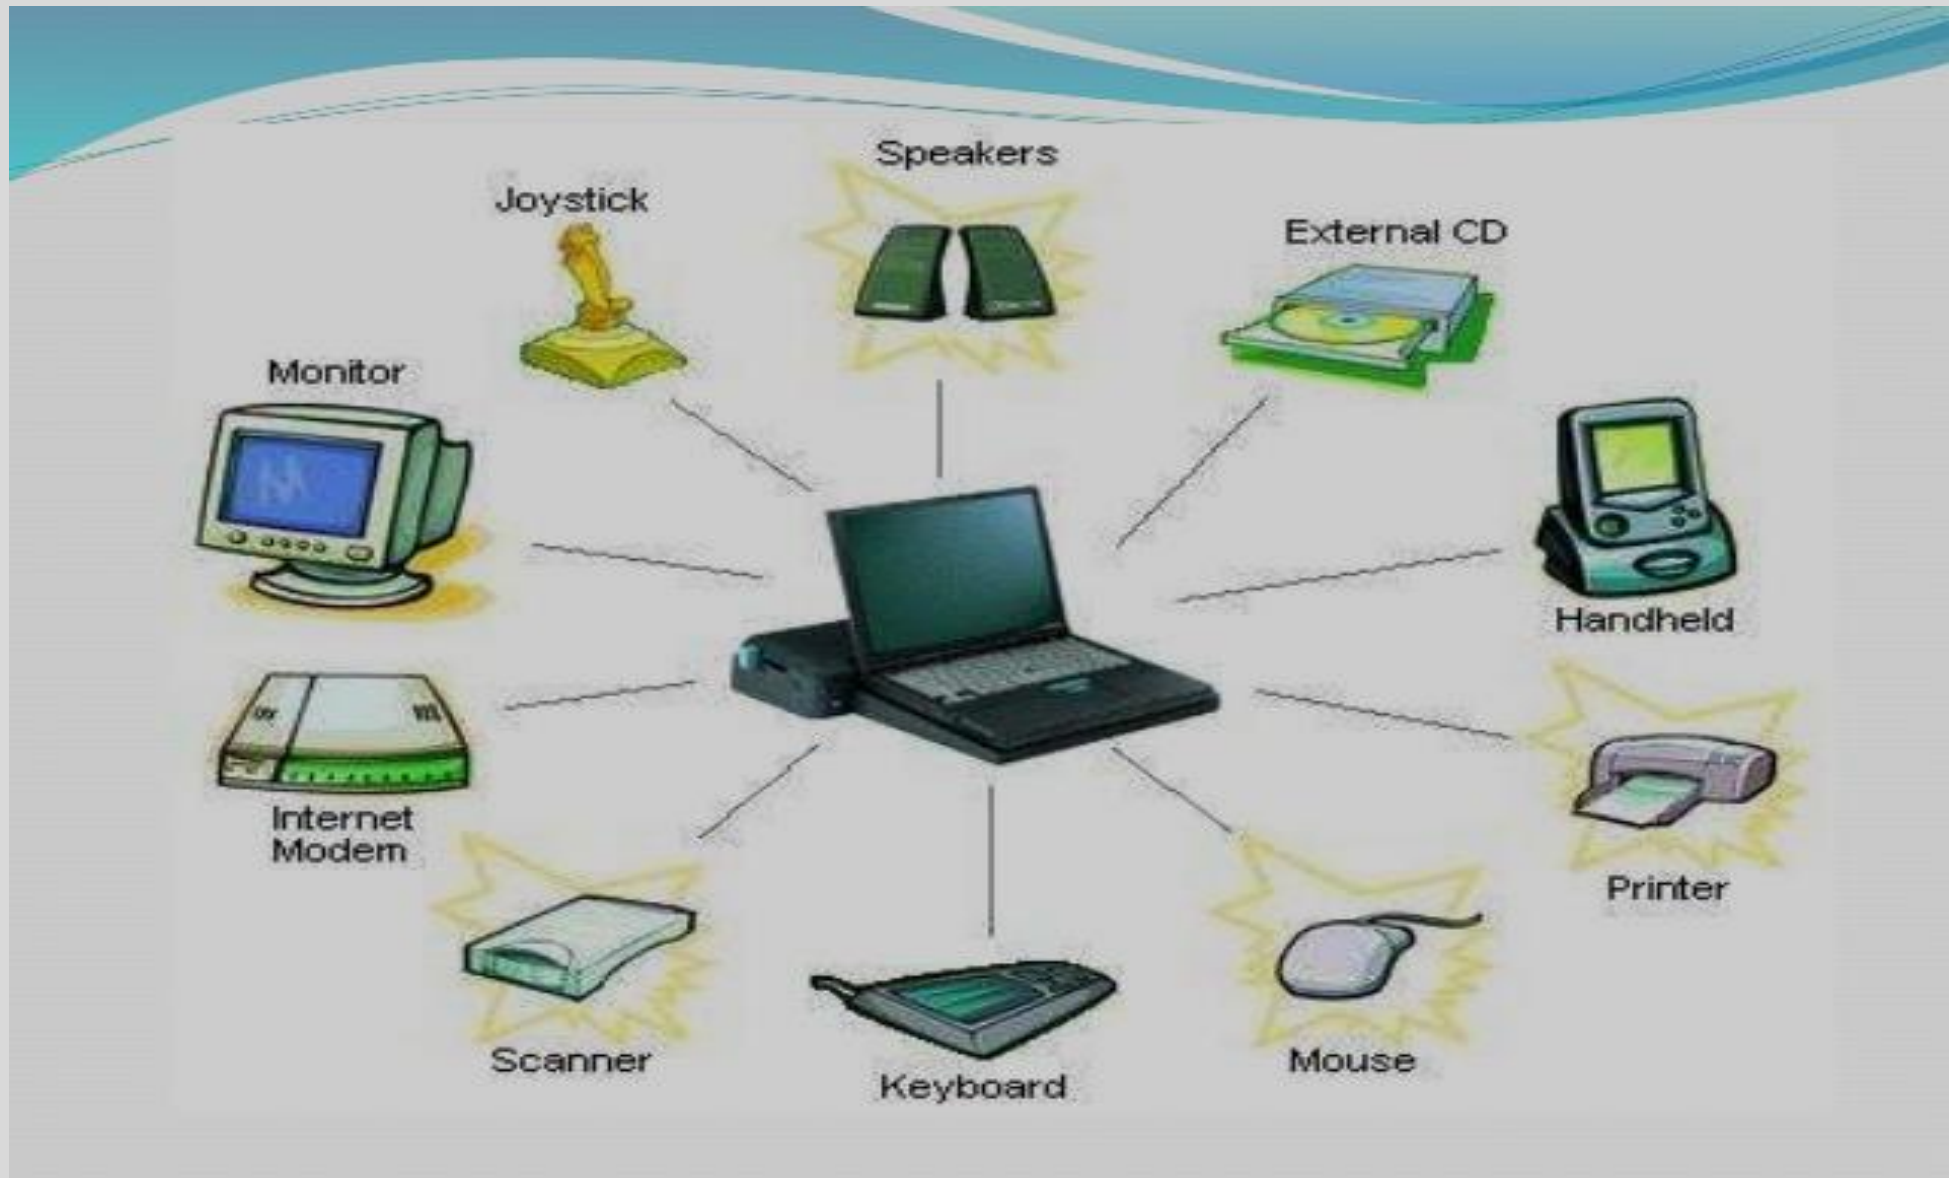 Speakers
Joystick
External CD
Monitor
Handheld
Internet
Modem
Printer
Scanner
Mouse
Keyboard